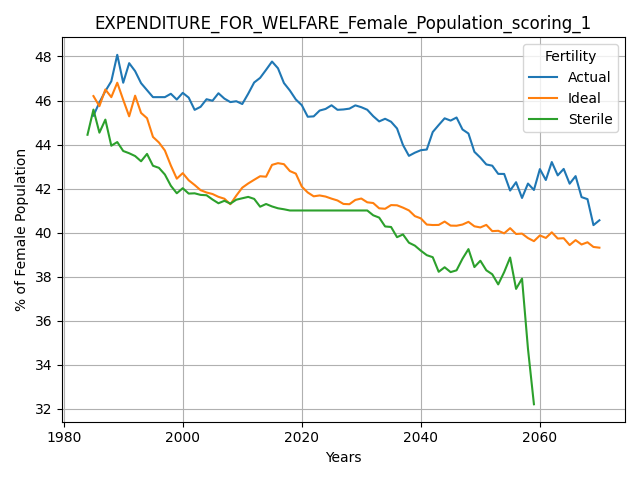 EXPENDITURE_FOR_WELFARE_Female_Population_scoring_1
Fertility
Actual
Ideal
Sterile
% of Female Population
48
46
44
42
40
38
36
34
32
1980
2000
2020
2040
2060
Years